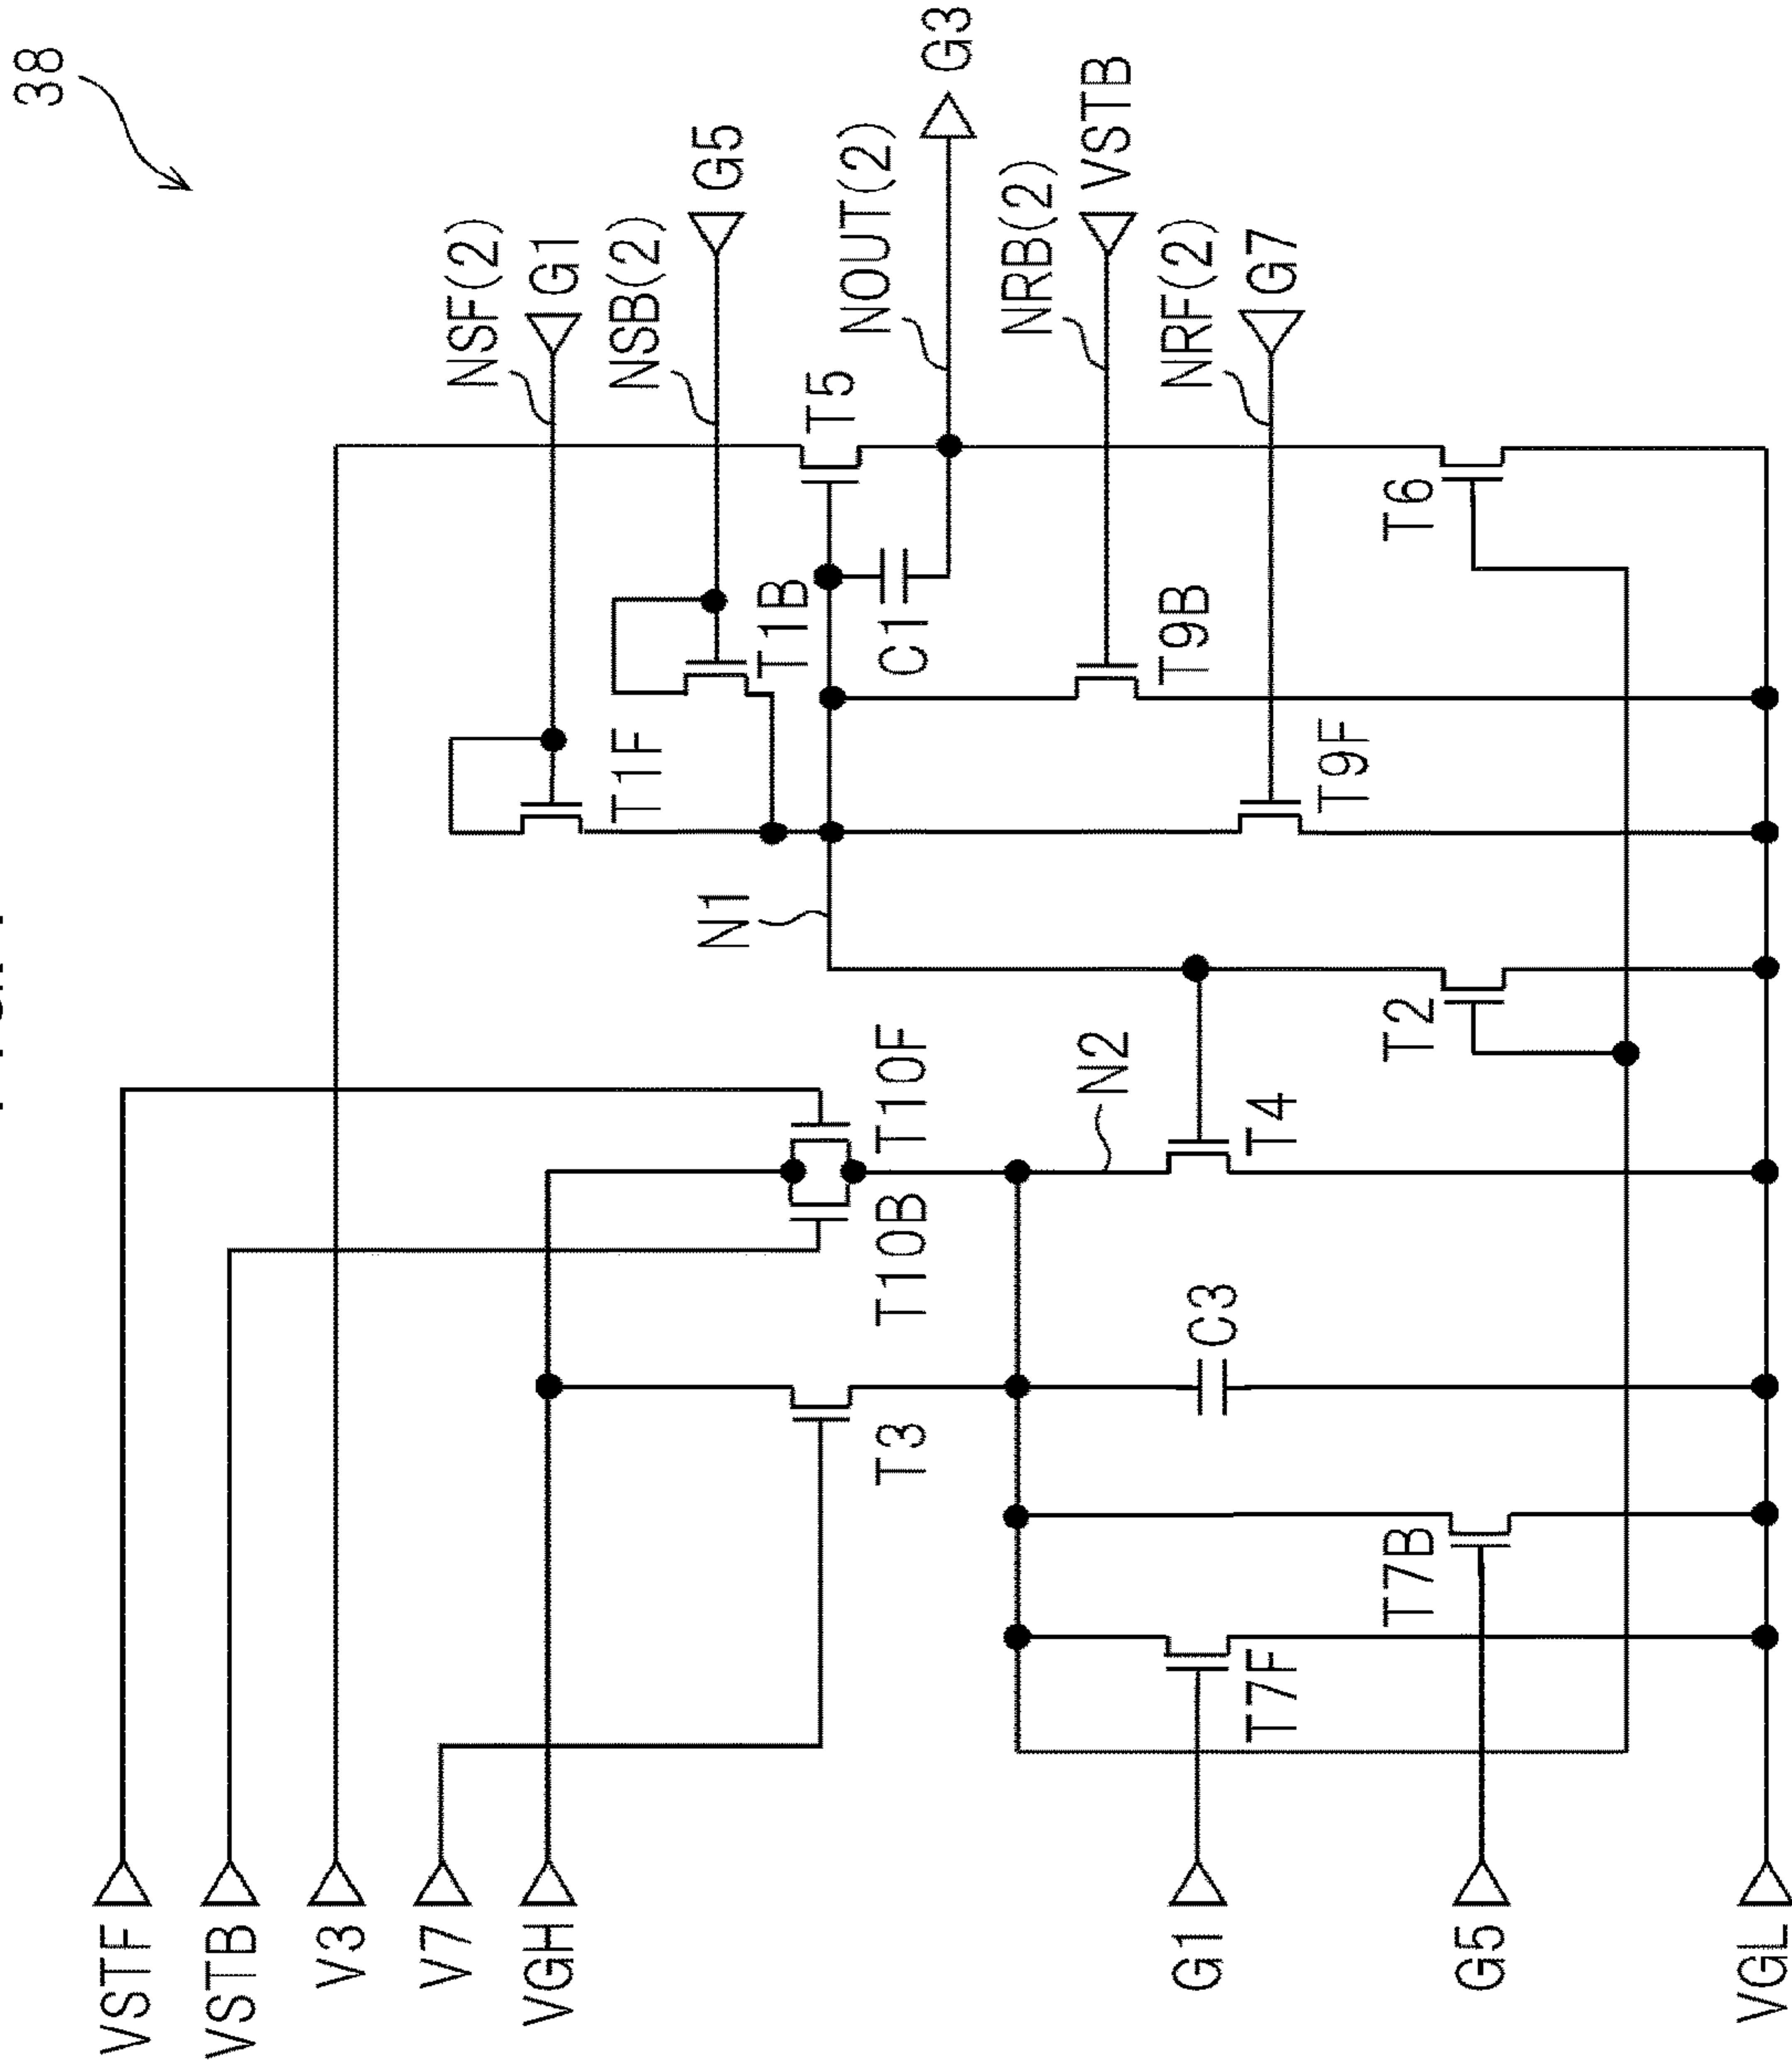 38
VSTF
VSTB
V3
V7
VGH
G1
G5
VGL
NSF(2)
G1
NSB(2)
G5
NOUT(2)
G3
NRB(2)
VSTB
NRF(2)
G7
T1F
T1B
T5
C1
T9B
T9F
T6
N1
T10F
T10B
N2
T4
T2
T3
C3
T7B
T7F